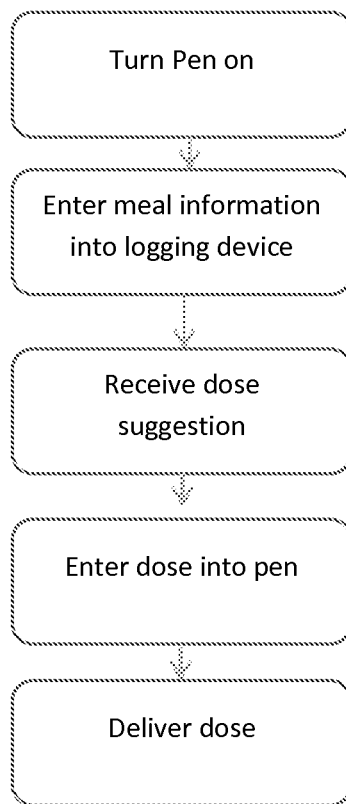 Turn Pen on
Enter meal information
into logging device
Receive dose
suggestion
Enter dose into pen
Deliver dose